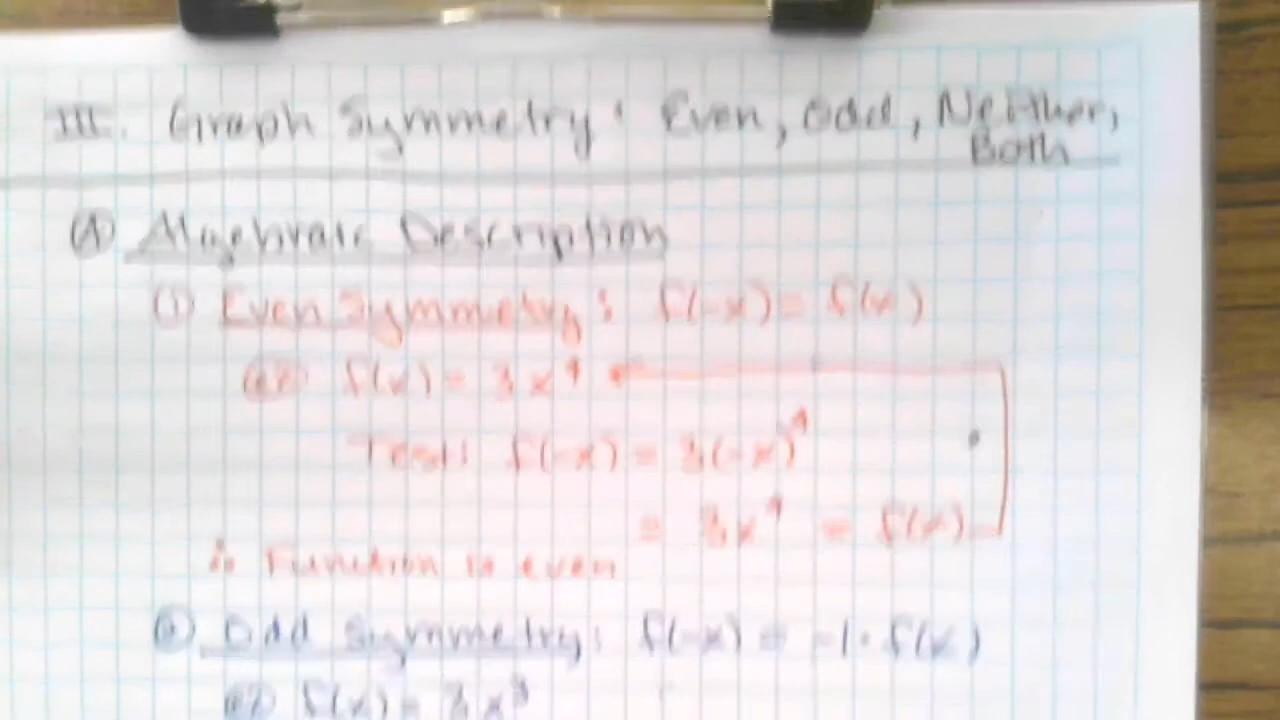 III. Graph Symmetry: Even, Odd, Neither,
Both
(A) Algebraic Description
(1) Even Symmetry: f(-x) = f(x)
(ex) f(x) = 3x⁴
Test: f(-x) = 3(-x)⁴
= 3x⁴ = f(x)
∴ Function is even
(2) Odd Symmetry: f(-x) = -1·f(x)
(ex) f(x) = 3x³